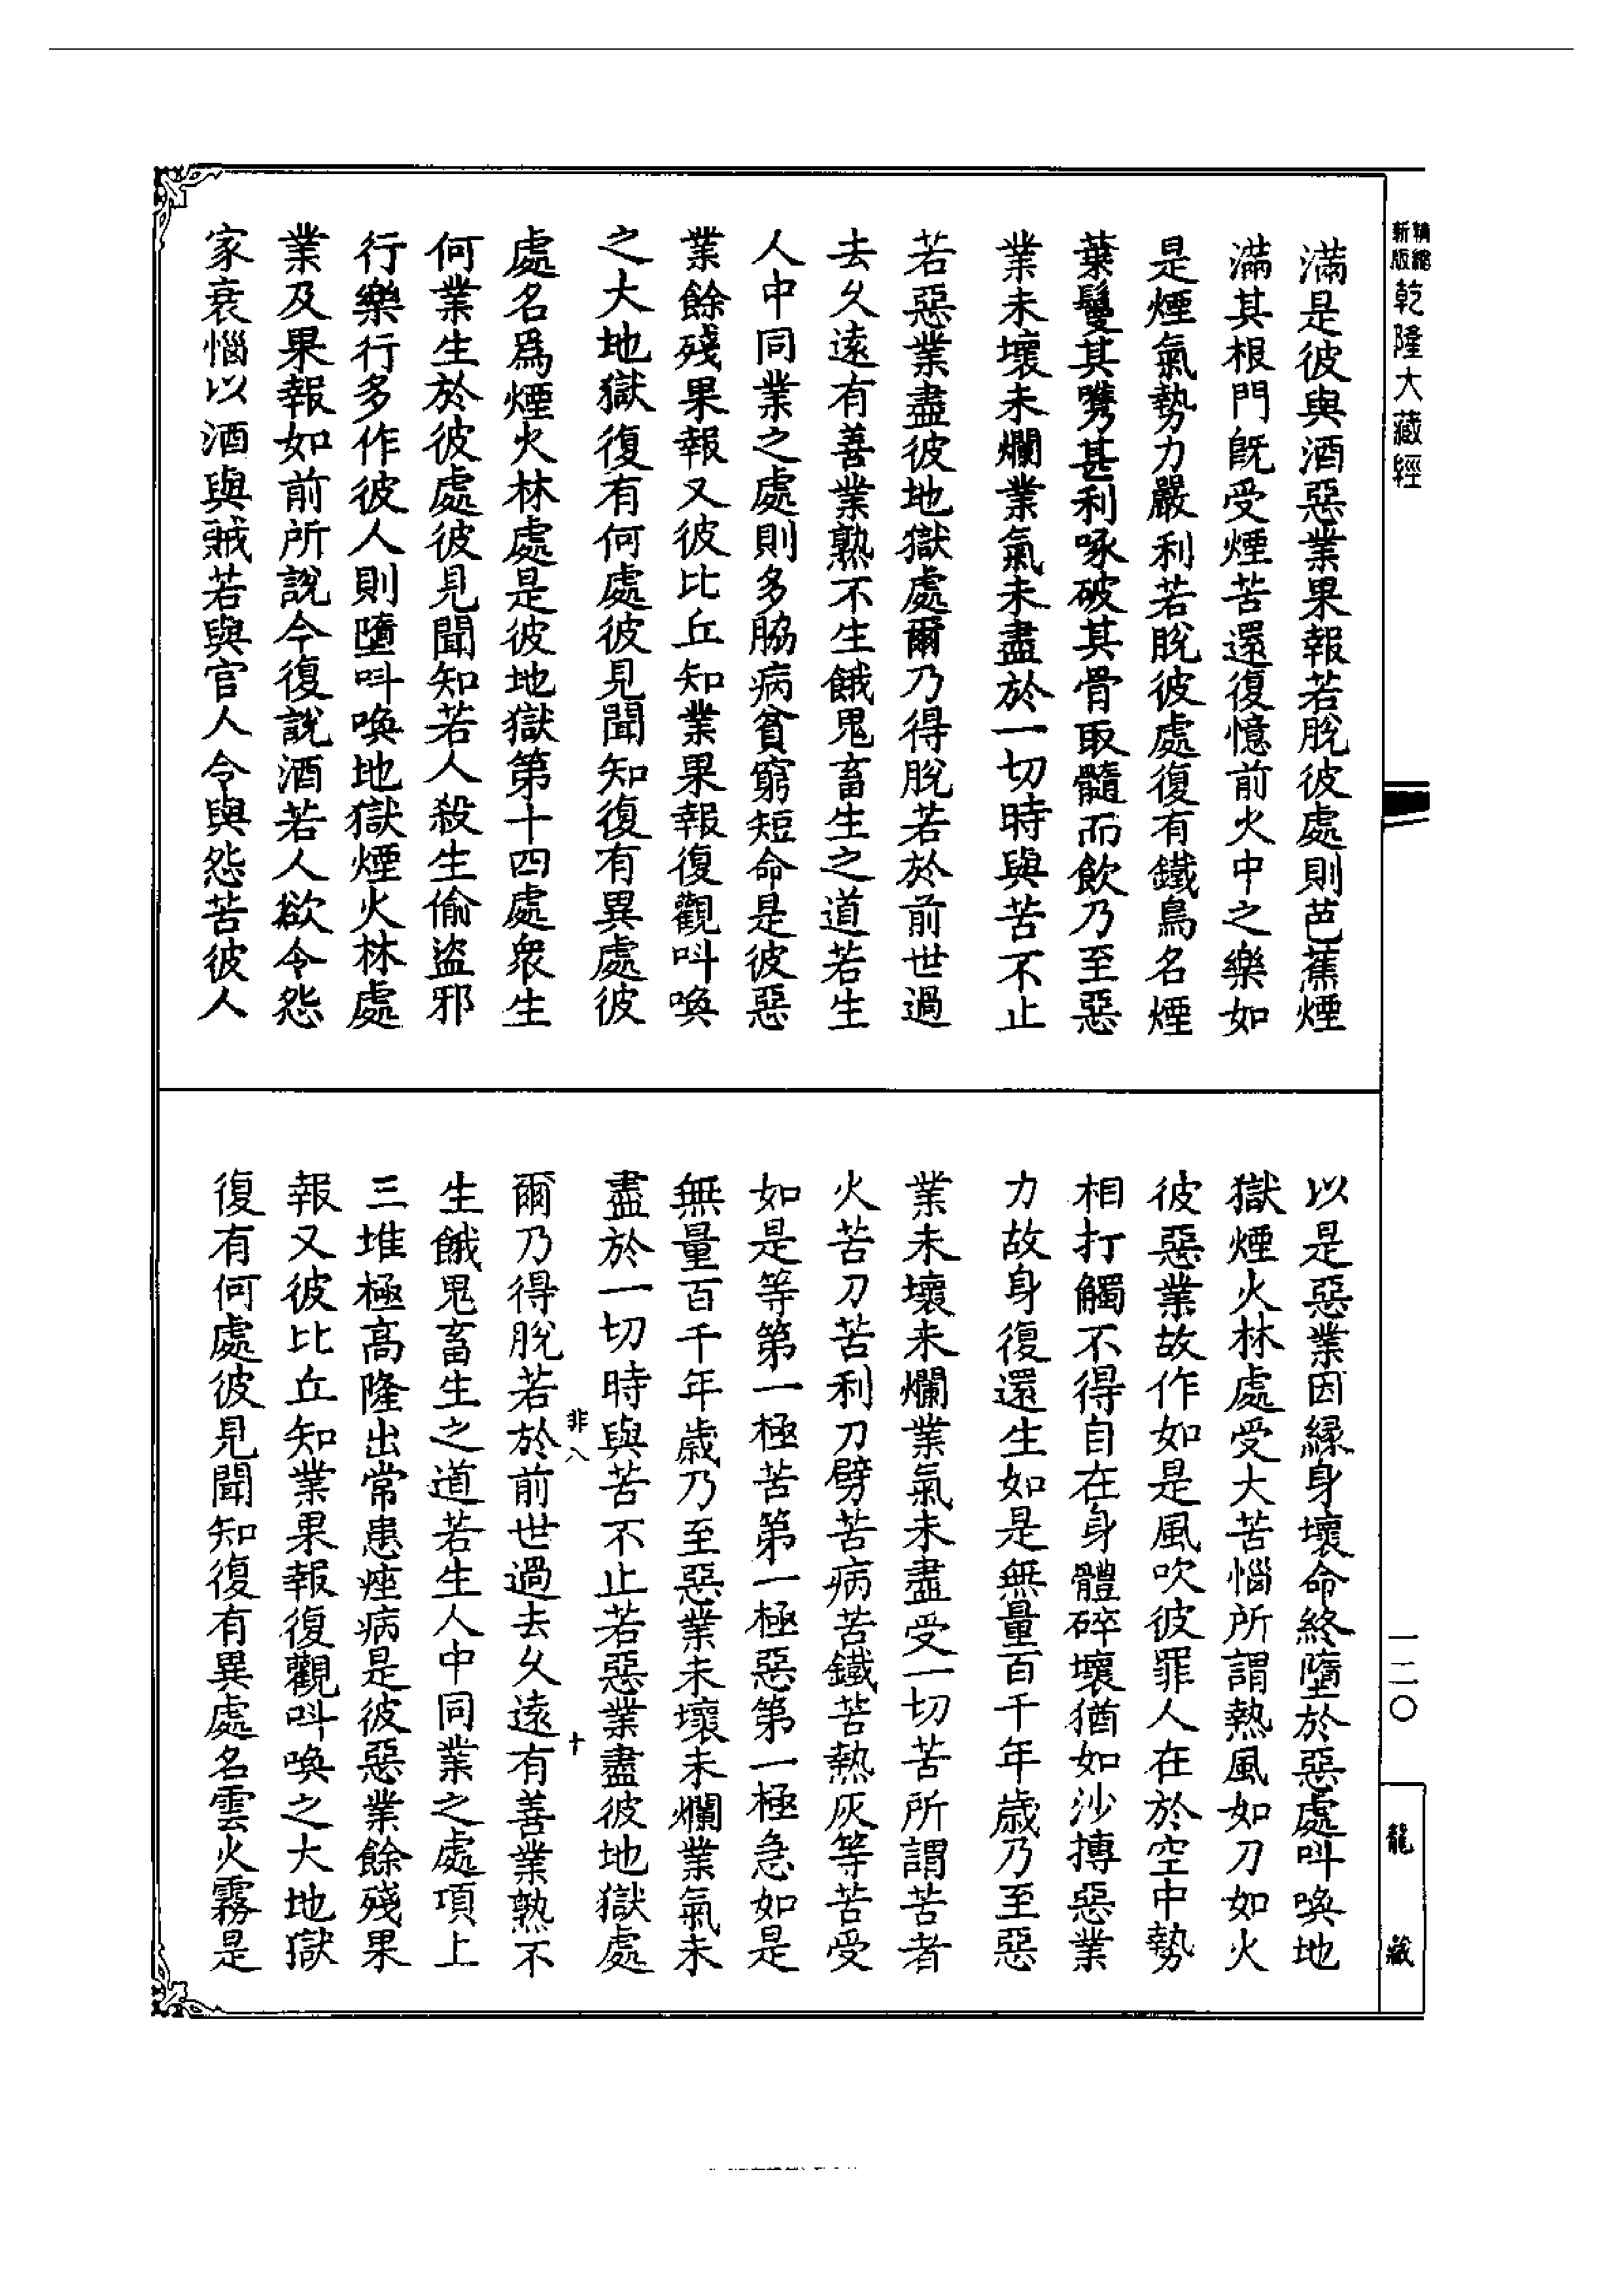 精縮新版乾隆大藏經
滿是彼與酒惡業果報若脫彼處則芭蕉煙
滿其根門旣受煙苦還復憶前火中之樂如
是煙氣勢力嚴利若脫彼處復有鐵鳥名煙
葉鬘其㭰甚利啄破其骨取髓而飲乃至惡
業未壞未爛業氣未盡於一切時與苦不止
若惡業盡彼地獄處爾乃得脫若於前世過
去久遠有善業熟不生餓鬼畜生之道若生
人中同業之處則多脇病貧窮短命是彼惡
業餘殘果報又彼比丘知業果報復觀叫喚
之大地獄復有何處彼見聞知復有異處彼
處名爲煙火林處是彼地獄第十四處衆生
何業生於彼處彼見聞知若人殺生偷盜邪
行樂行多作彼人則墮叫喚地獄煙火林處
業及果報如前所說今復說酒若人欲令怨
家衰惱以酒與賊若與官人令與怨苦彼人
以是惡業因緣身壞命終墮於惡處叫喚地
獄煙火林處受大苦惱所謂熱風如刀如火
彼惡業故作如是風吹彼罪人在於空中勢
相打觸不得自在身體碎壞猶如沙摶惡業
力故身復還生如是無量百千年歲乃至惡
業未壞未爛業氣未盡受一切苦所謂苦者
火苦刀苦利刀劈苦病苦鐵苦熱灰等苦受
如是等第一極苦第一極惡第一極急如是
無量百千年歲乃至惡業未壞未爛業氣未
盡於一切時與苦不止若惡業盡彼地獄處
非八 十
爾乃得脫若於前世過去久遠有善業熟不
生餓鬼畜生之道若生人中同業之處項上
三堆極高隆出常患痤病是彼惡業餘殘果
報又彼比丘知業果報復觀叫喚之大地獄
復有何處彼見聞知復有異處名雲火霧是
一二〇
龍藏